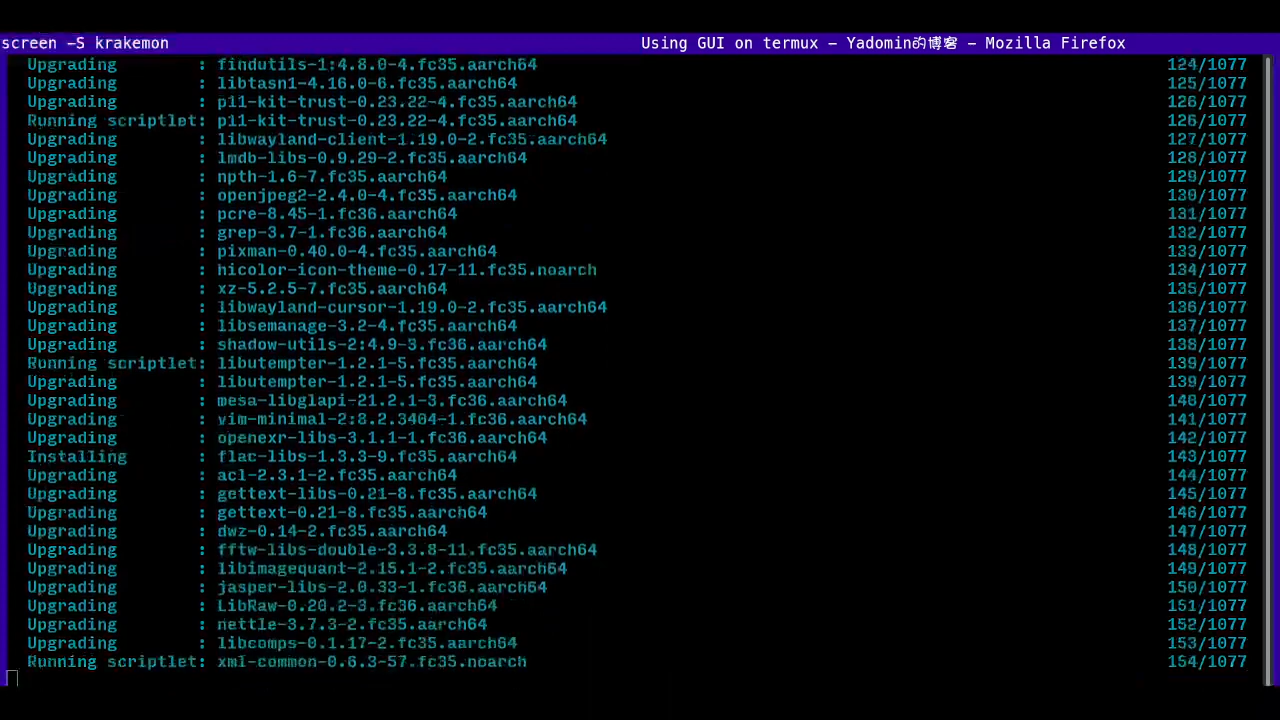 screen -S krakemon Using GUI on termux – Yadomin的博客 – Mozilla Firefox
Upgrading : findutils-1:4.8.0-4.fc35.aarch64 124/1077
Upgrading : libtasn1-4.16.0-6.fc35.aarch64 125/1077
Upgrading : p11-kit-trust-0.23.22-4.fc35.aarch64 126/1077
Running scriptlet: p11-kit-trust-0.23.22-4.fc35.aarch64 126/1077
Upgrading : libwayland-client-1.19.0-2.fc35.aarch64 127/1077
Upgrading : lmdb-libs-0.9.29-2.fc35.aarch64 128/1077
Upgrading : npth-1.6-7.fc35.aarch64 129/1077
Upgrading : openjpeg2-2.4.0-4.fc35.aarch64 130/1077
Upgrading : pcre-8.45-1.fc36.aarch64 131/1077
Upgrading : grep-3.7-1.fc36.aarch64 132/1077
Upgrading : pixman-0.40.0-4.fc35.aarch64 133/1077
Upgrading : hicolor-icon-theme-0.17-11.fc35.noarch 134/1077
Upgrading : xz-5.2.5-7.fc35.aarch64 135/1077
Upgrading : libwayland-cursor-1.19.0-2.fc35.aarch64 136/1077
Upgrading : libsemanage-3.2-4.fc35.aarch64 137/1077
Upgrading : shadow-utils-2:4.9-3.fc36.aarch64 138/1077
Running scriptlet: libutempter-1.2.1-5.fc35.aarch64 139/1077
Upgrading : libutempter-1.2.1-5.fc35.aarch64 139/1077
Upgrading : mesa-libglapi-21.2.1-3.fc36.aarch64 140/1077
Upgrading : vim-minimal-2:8.2.3404-1.fc36.aarch64 141/1077
Upgrading : openexr-libs-3.1.1-1.fc36.aarch64 142/1077
Installing : flac-libs-1.3.3-9.fc35.aarch64 143/1077
Upgrading : acl-2.3.1-2.fc35.aarch64 144/1077
Upgrading : gettext-libs-0.21-8.fc35.aarch64 145/1077
Upgrading : gettext-0.21-8.fc35.aarch64 146/1077
Upgrading : dwz-0.14-2.fc35.aarch64 147/1077
Upgrading : fftw-libs-double-3.3.8-11.fc35.aarch64 148/1077
Upgrading : libimagequant-2.15.1-2.fc35.aarch64 149/1077
Upgrading : jasper-libs-2.0.33-1.fc36.aarch64 150/1077
Upgrading : LibRaw-0.20.2-3.fc36.aarch64 151/1077
Upgrading : nettle-3.7.3-2.fc35.aarch64 152/1077
Upgrading : libcomps-0.1.17-2.fc35.aarch64 153/1077
Running scriptlet: xml-common-0.6.3-57.fc35.noarch 154/1077